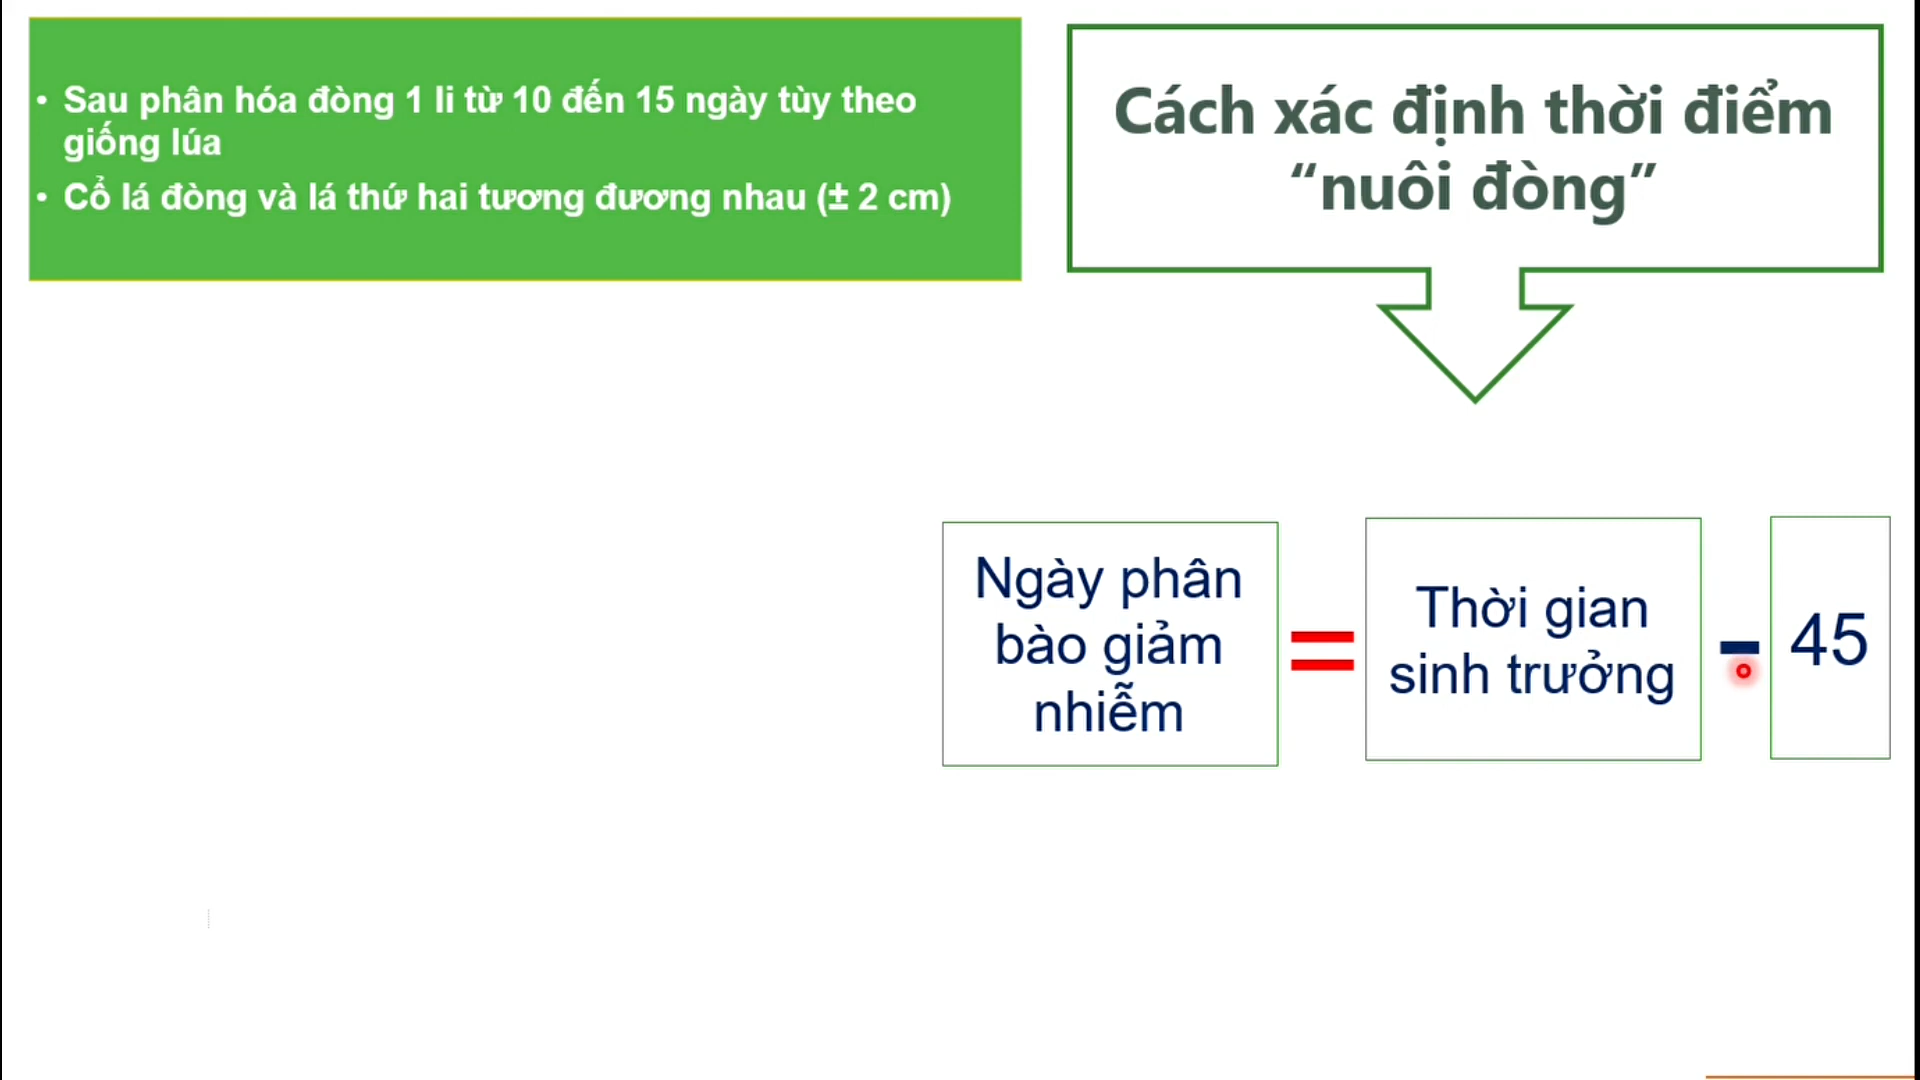 • Sau phân hóa đòng 1 li từ 10 đến 15 ngày tùy theo
giống lúa
• Cổ lá đòng và lá thứ hai tương đương nhau (± 2 cm)
Cách xác định thời điểm
“nuôi đòng”
Ngày phân
bào giảm
nhiễm
=
Thời gian
sinh trưởng
-
45